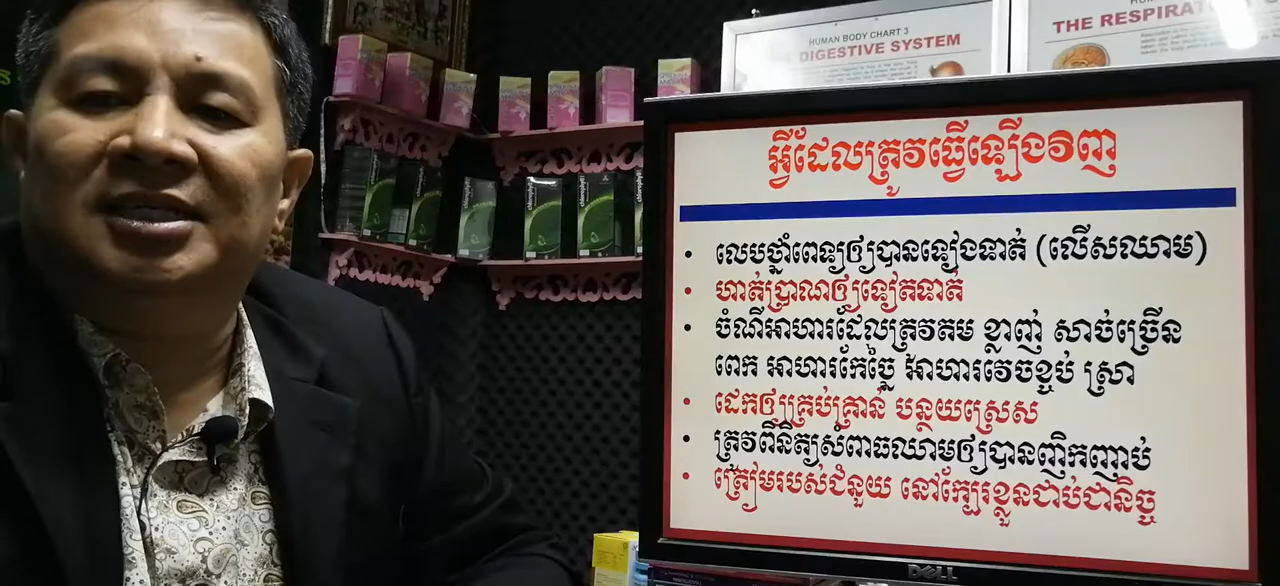 HUMAN BODY CHART 3
DIGESTIVE SYSTEM
THE RESPIRAT
អ្វីដែលត្រូវធ្វើឡើងវិញ
• លេបថ្នាំពេទ្យឲ្យបានទៀងទាត់ (លើសឈាម)
• ហាត់ប្រាណឲ្យទៀតទាត់
• ចំណីអាហារដែលត្រូវតម ខ្លាញ់ សាច់ច្រើន
ពេក អាហារកែច្នៃ អាហារវេចខ្ចប់ ស្រា
• ដេកឲ្យគ្រប់គ្រាន់ បន្ថយស្រេស
• ត្រូវពិនិត្យសំពាធឈាមឲ្យបានញឹកញាប់
• ត្រៀមរបស់ជំនួយ នៅក្បែរខ្លួនជាប់ជានិច្ច
DELL